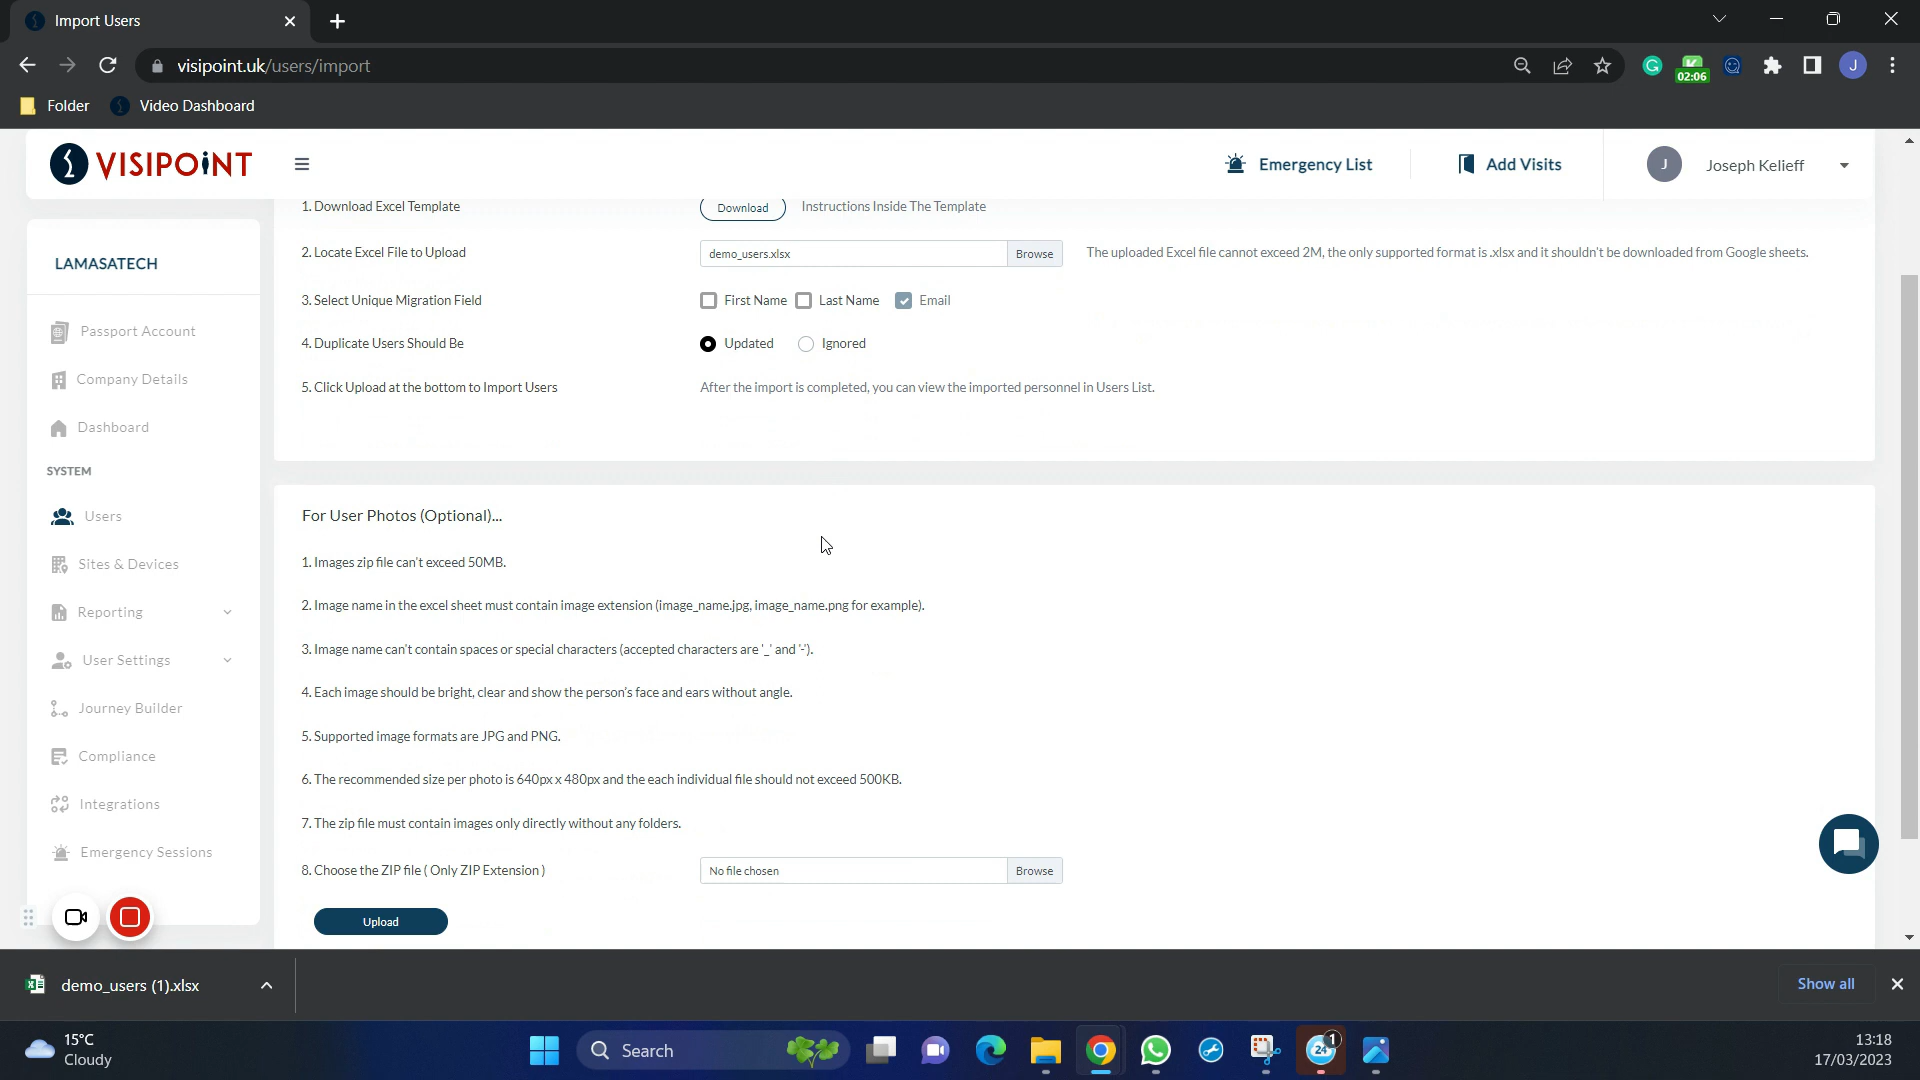 Import Users
visipoint.uk/users/import
02:06
J
Folder
Video Dashboard
VISIPOINT
Emergency List
Add Visits
J
Joseph Kelieff
LAMASATECH
Passport Account
Company Details
Dashboard
SYSTEM
Users
Sites & Devices
Reporting
User Settings
Journey Builder
Compliance
Integrations
Emergency Sessions
1. Download Excel Template
Download
Instructions Inside The Template
2. Locate Excel File to Upload
demo_users.xlsx
Browse
The uploaded Excel file cannot exceed 2M, the only supported format is .xlsx and it shouldn't be downloaded from Google sheets.
3. Select Unique Migration Field
First Name
Last Name
Email
4. Duplicate Users Should Be
Updated
Ignored
5. Click Upload at the bottom to Import Users
After the import is completed, you can view the imported personnel in Users List.
For User Photos (Optional)...
1. Images zip file can't exceed 50MB.
2. Image name in the excel sheet must contain image extension (image_name.jpg, image_name.png for example).
3. Image name can't contain spaces or special characters (accepted characters are '_' and '-').
4. Each image should be bright, clear and show the person's face and ears without angle.
5. Supported image formats are JPG and PNG.
6. The recommended size per photo is 640px x 480px and the each individual file should not exceed 500KB.
7. The zip file must contain images only directly without any folders.
8. Choose the ZIP file ( Only ZIP Extension )
No file chosen
Browse
Upload
demo_users (1).xlsx
Show all
15°C
Cloudy
Search
24
1
13:18
17/03/2023